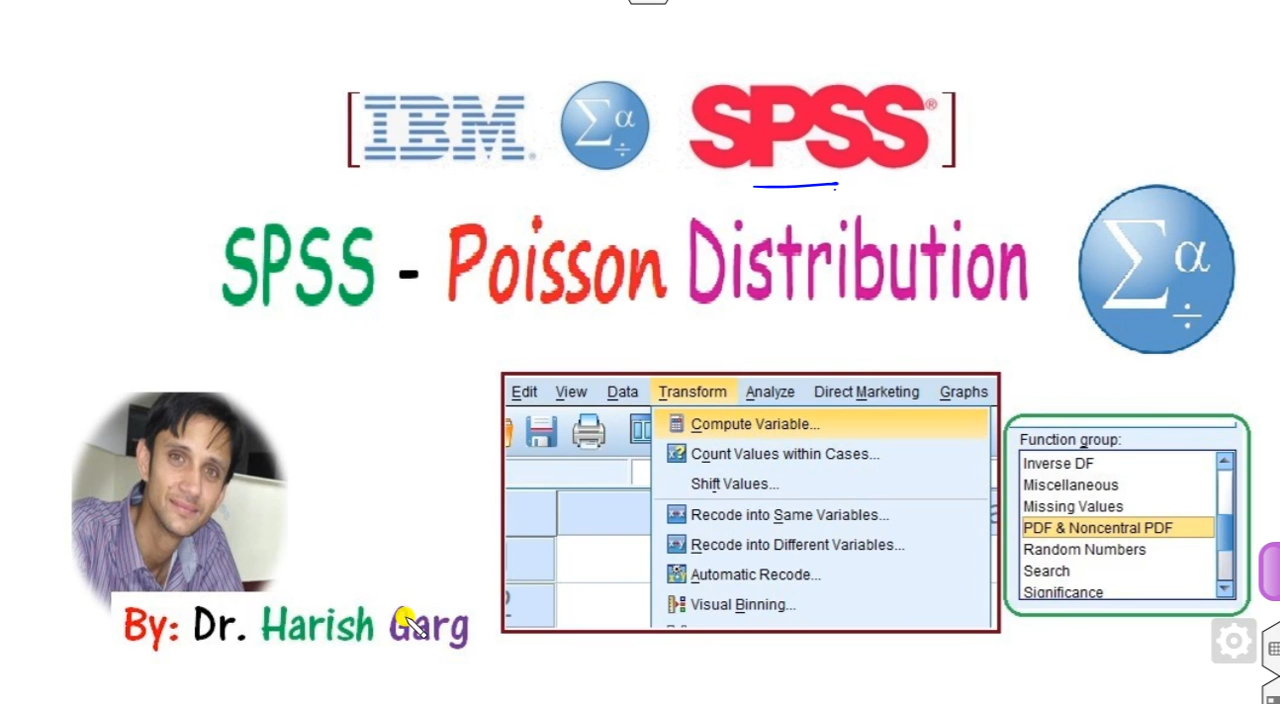 [IBM® Σα÷ SPSS®]
SPSS - Poisson Distribution
Σα÷
Edit View Data Transform Analyze Direct Marketing Graphs
Compute Variable...
Count Values within Cases...
Shift Values...
Recode into Same Variables...
Recode into Different Variables...
Automatic Recode...
Visual Binning...
Function group:
Inverse DF
Miscellaneous
Missing Values
PDF & Noncentral PDF
Random Numbers
Search
Significance
By: Dr. Harish Garg